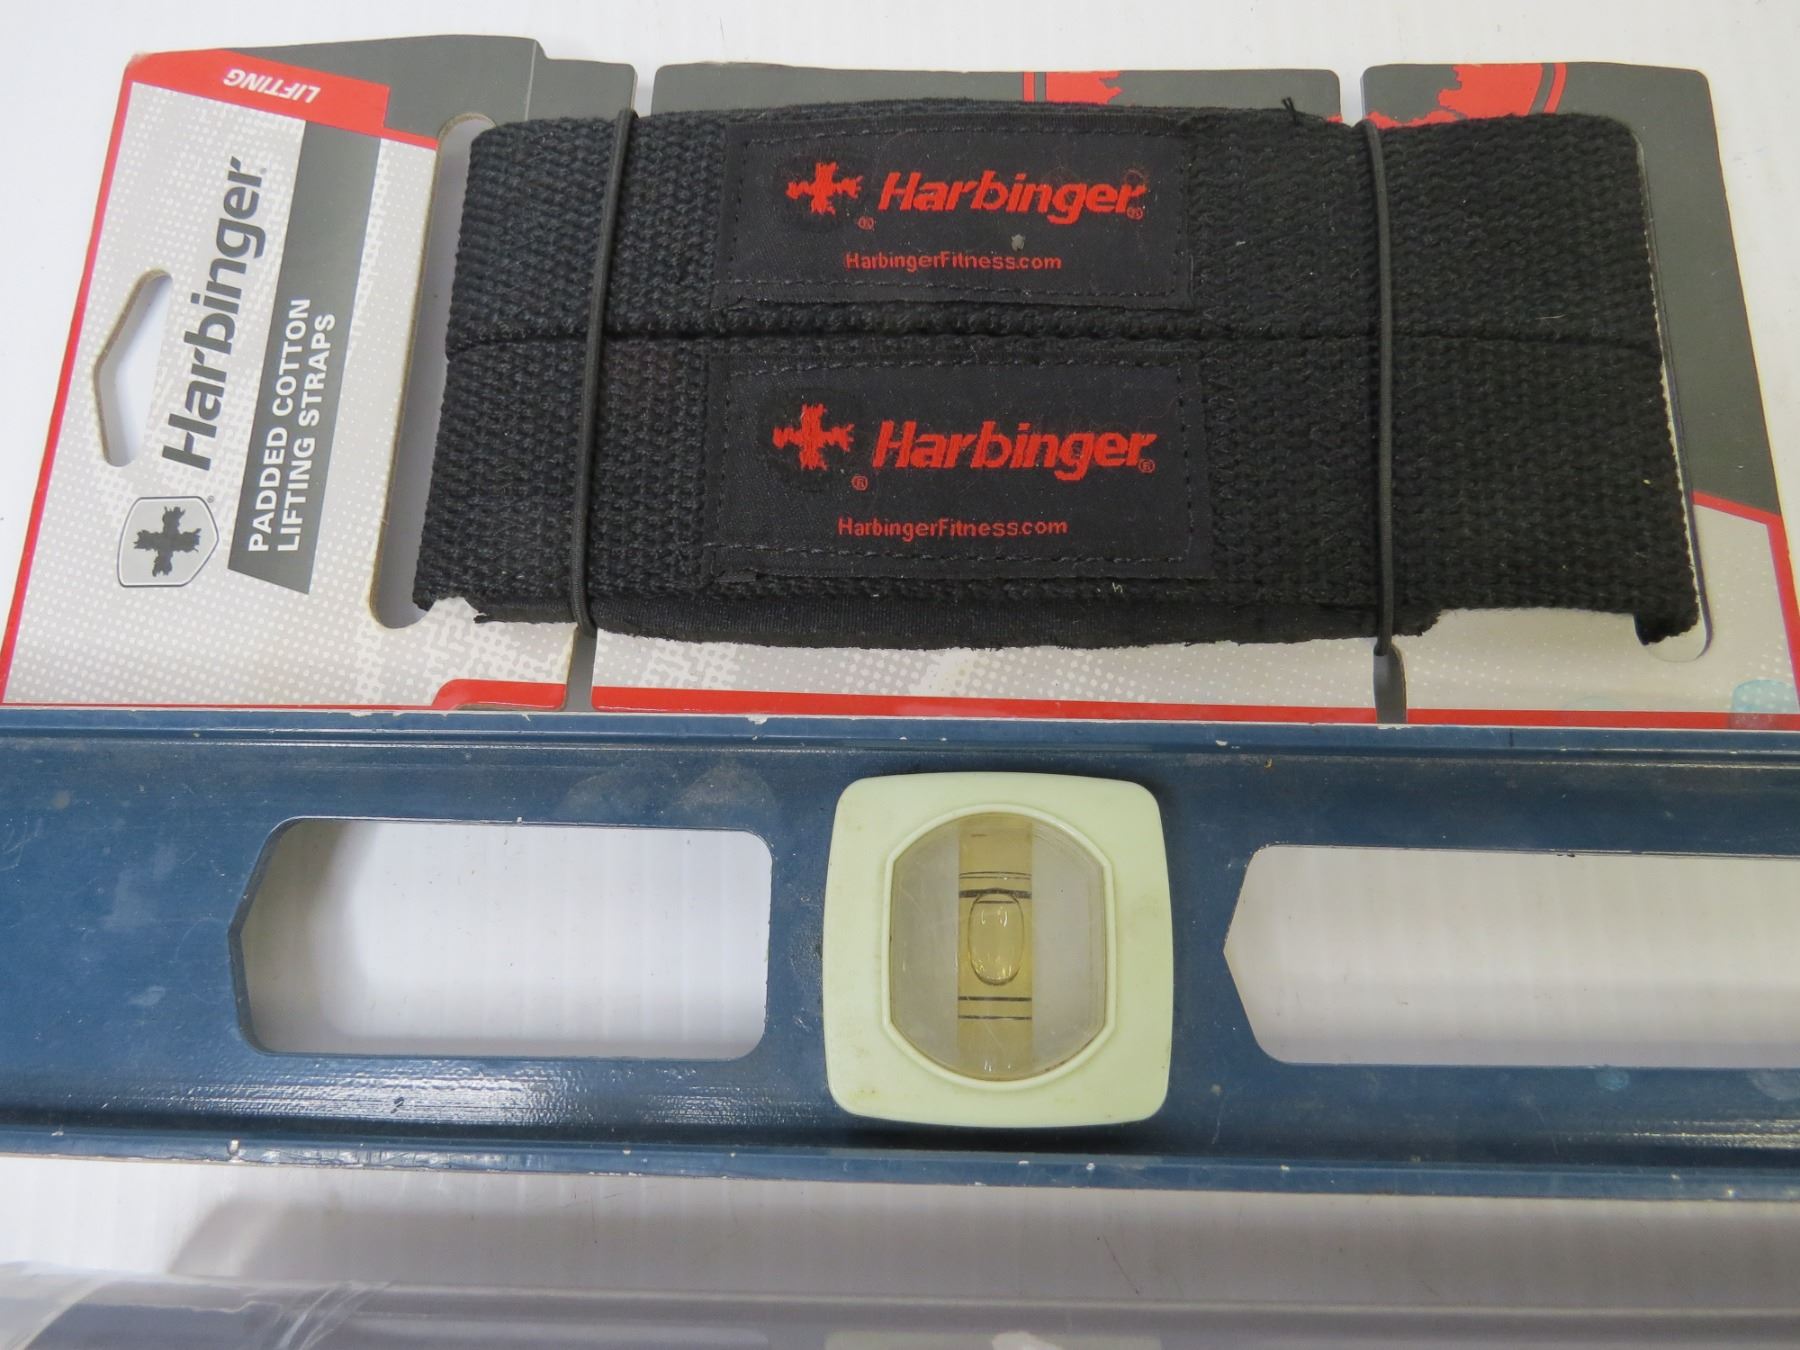 LIFTING
Harbinger®
PADDED COTTON
LIFTING STRAPS
® Harbinger®
HarbingerFitness.com
® Harbinger®
HarbingerFitness.com